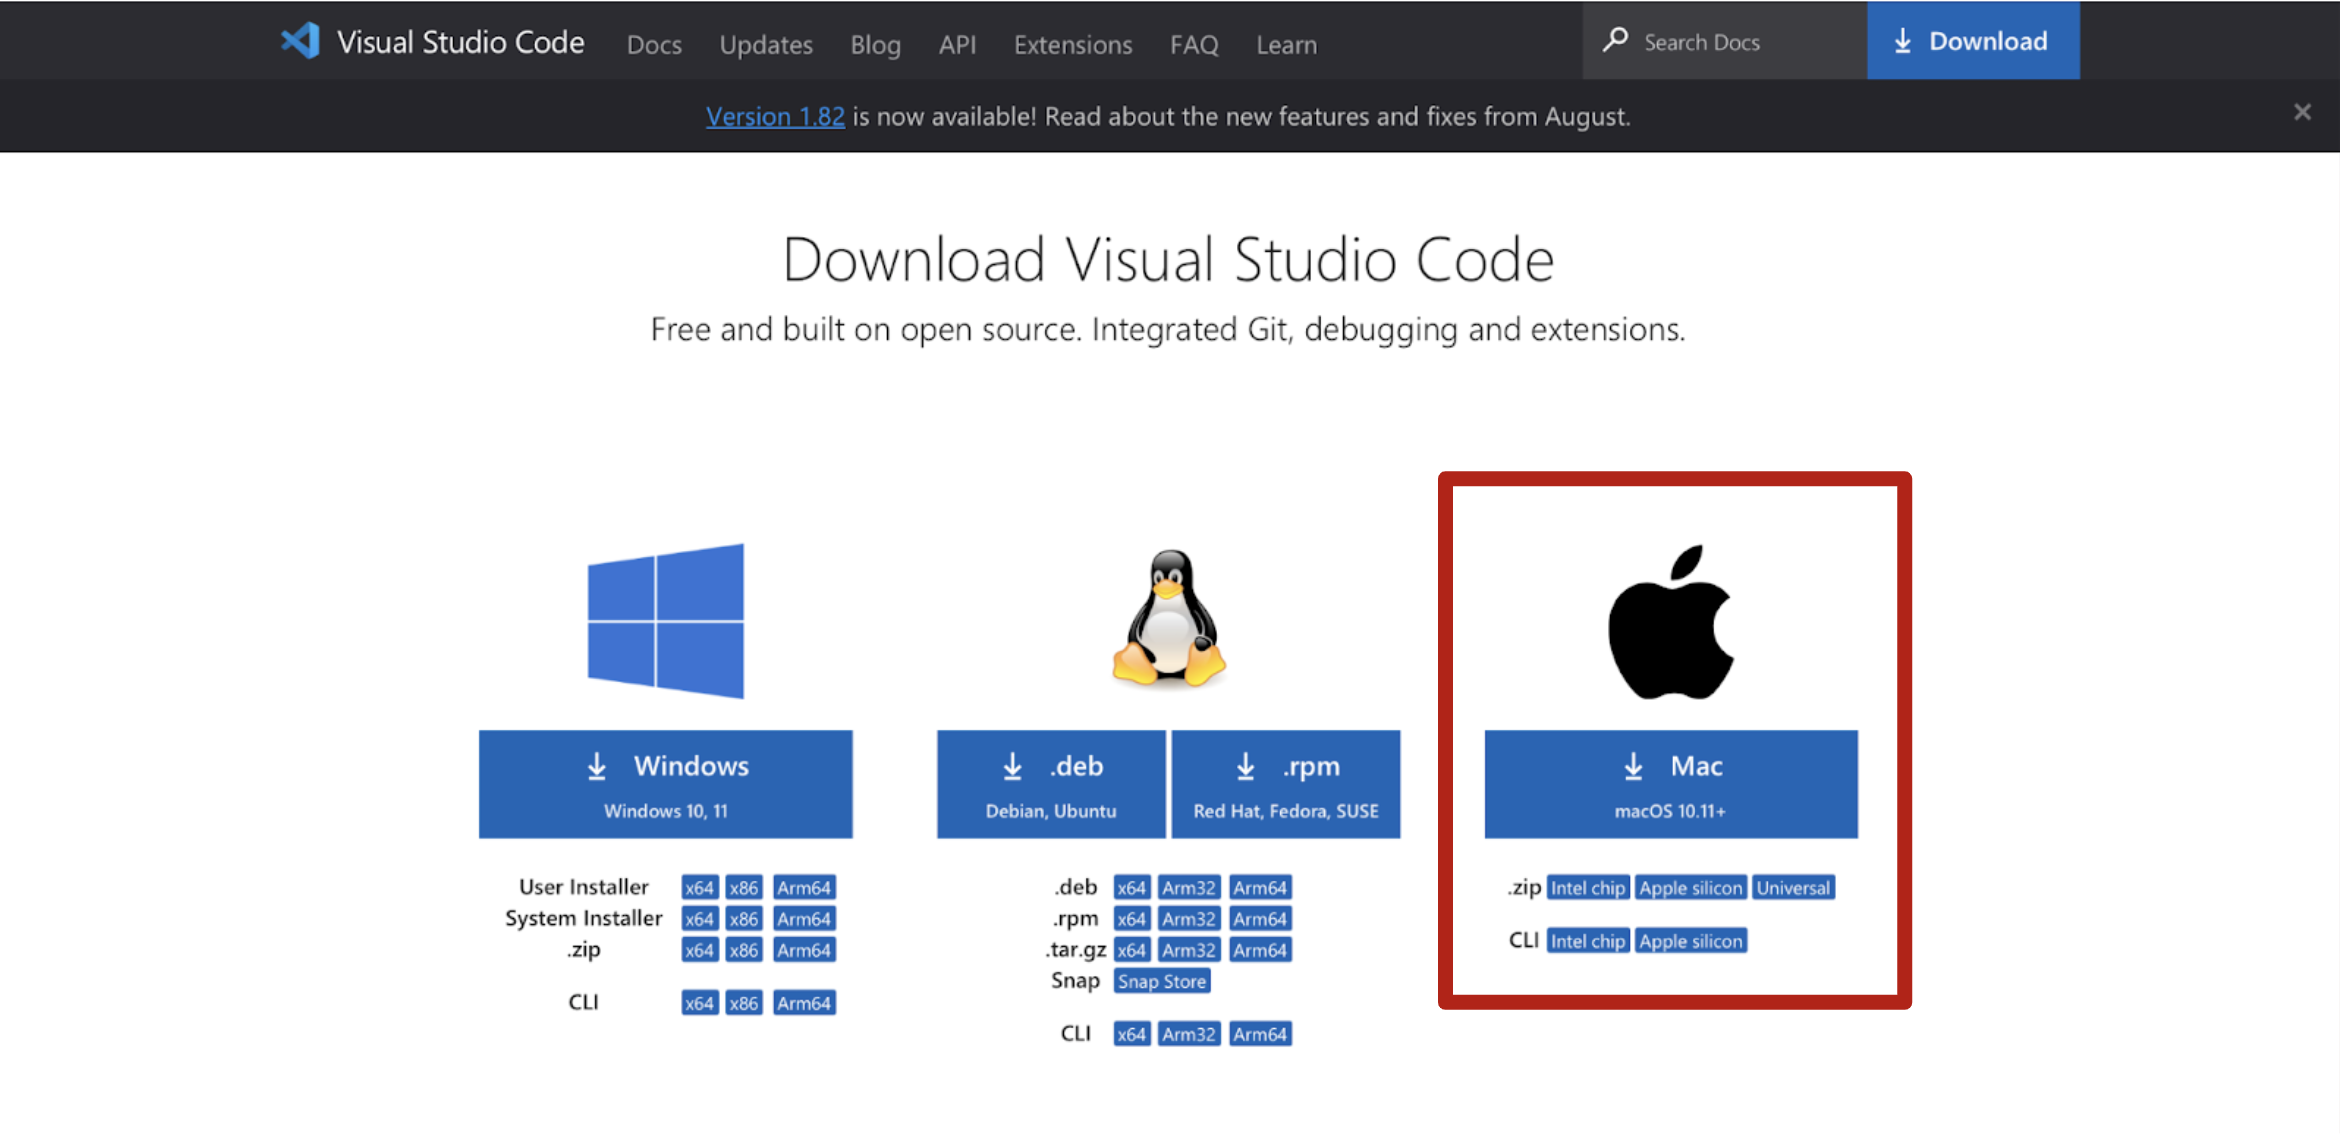 Visual Studio Code Docs Updates Blog API Extensions FAQ Learn Search Docs Download
Version 1.82 is now available! Read about the new features and fixes from August.
Download Visual Studio Code
Free and built on open source. Integrated Git, debugging and extensions.
Windows
Windows 10, 11
User Installer x64 x86 Arm64
System Installer x64 x86 Arm64
.zip x64 x86 Arm64
CLI x64 x86 Arm64
.deb
Debian, Ubuntu
.rpm
Red Hat, Fedora, SUSE
.deb x64 Arm32 Arm64
.rpm x64 Arm32 Arm64
.tar.gz x64 Arm32 Arm64
Snap Snap Store
CLI x64 Arm32 Arm64
Mac
macOS 10.11+
.zip Intel chip Apple silicon Universal
CLI Intel chip Apple silicon